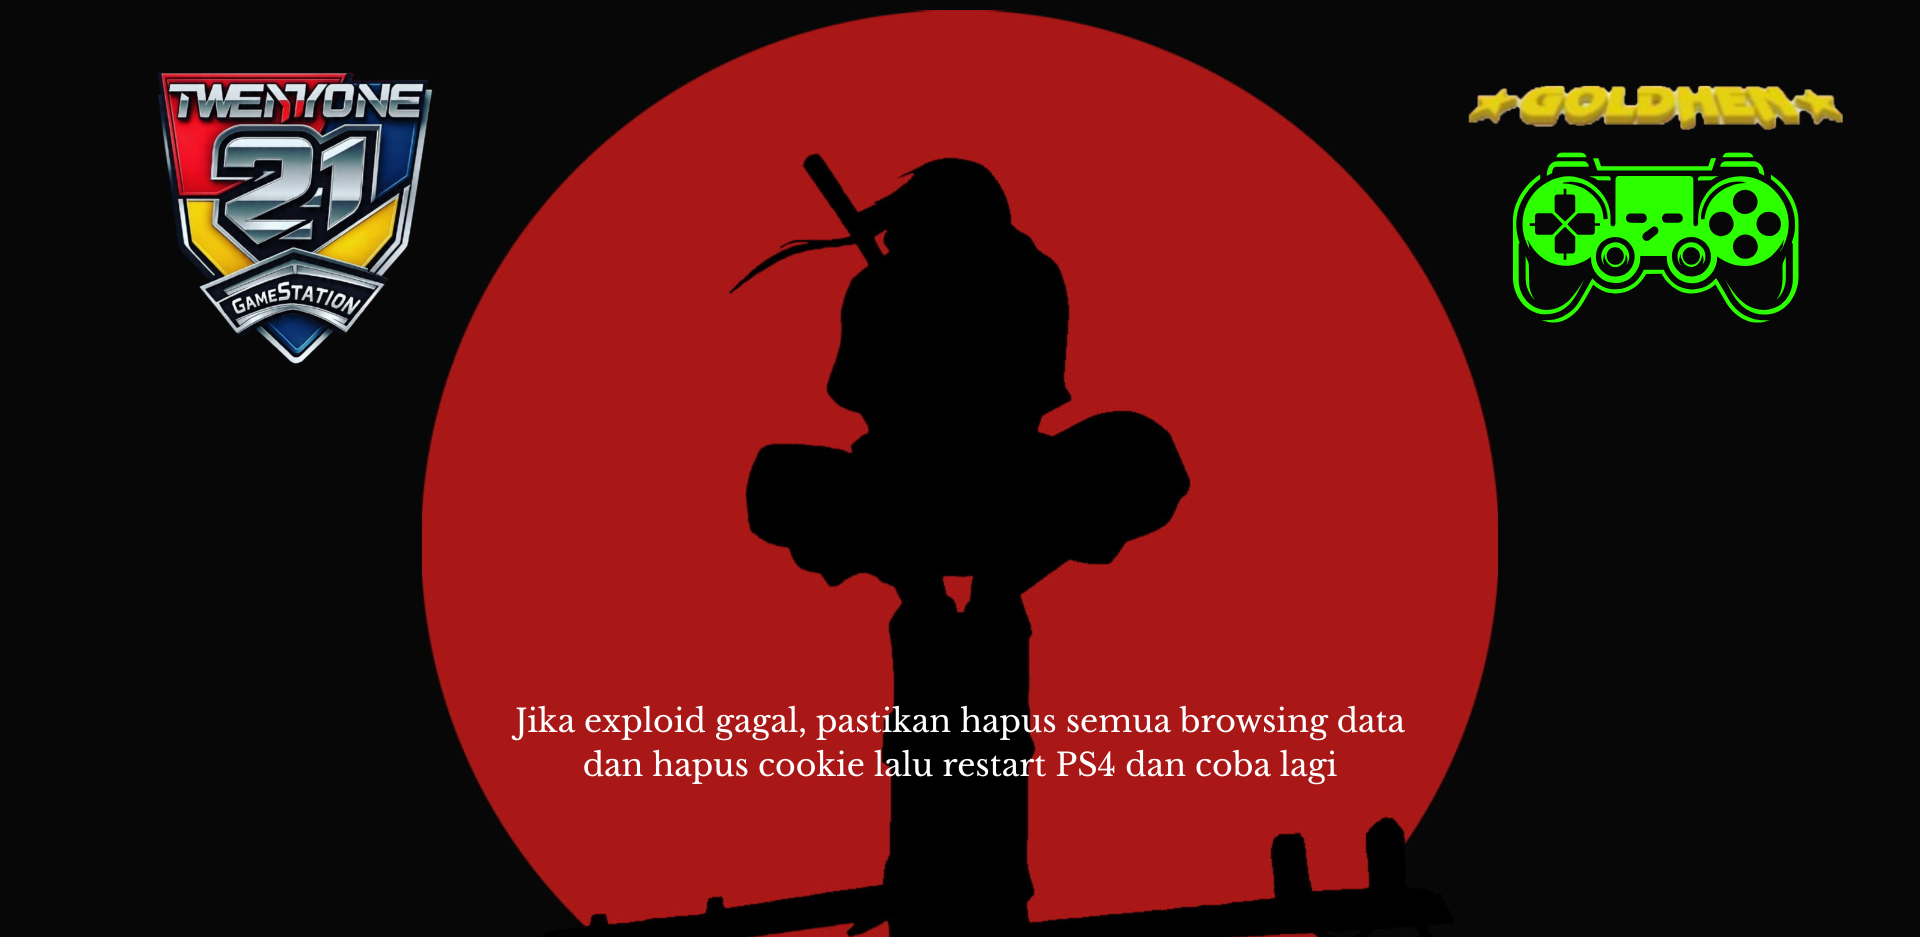 TWENTYONE
21
GAMESTATION
GOLDHEN
Jika exploid gagal, pastikan hapus semua browsing data
dan hapus cookie lalu restart PS4 dan coba lagi